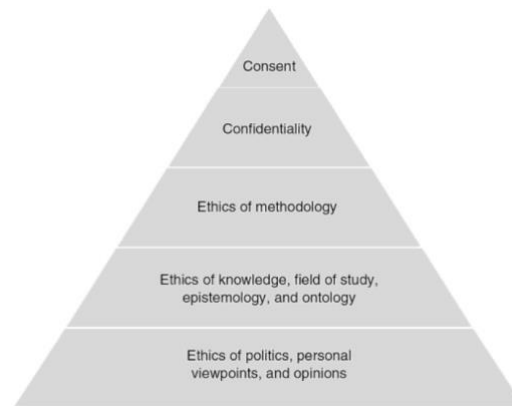 Consent
Confidentiality
Ethics of methodology
Ethics of knowledge, field of study,
epistemology, and ontology
Ethics of politics, personal
viewpoints, and opinions